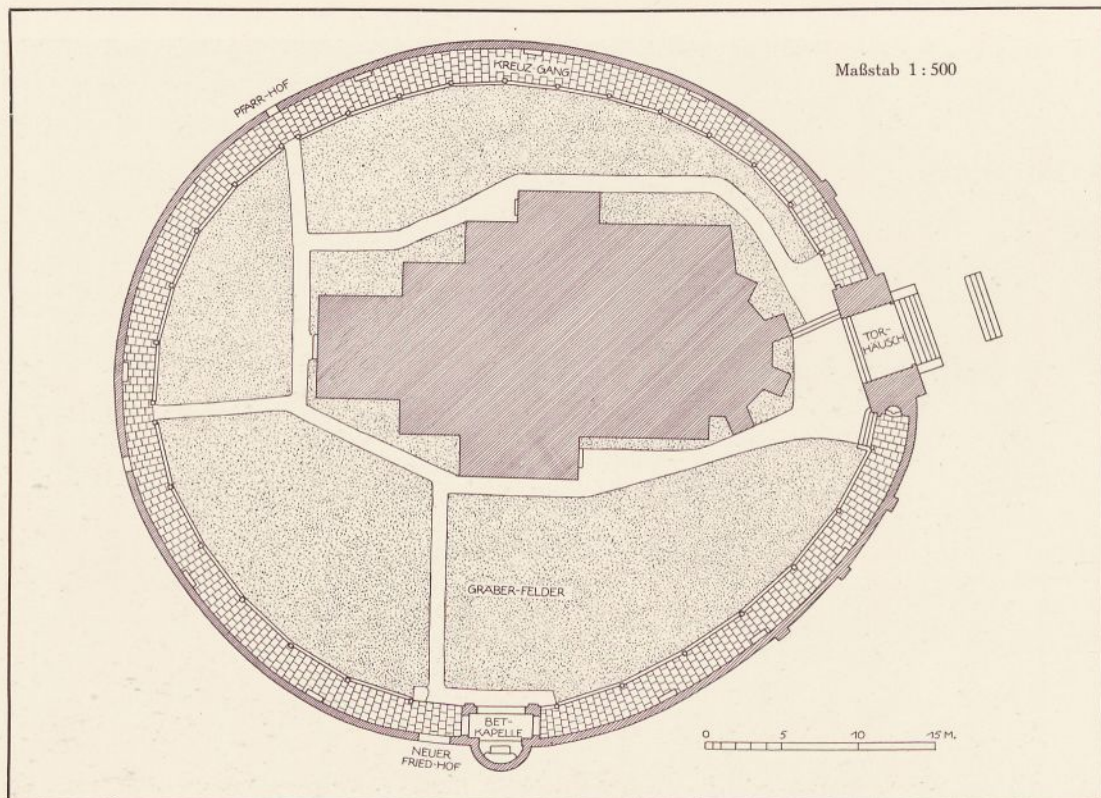 KREUZ GANG
Maßstab 1 : 500
PFARR-HOF
TOR-
HÄUSCH
GRÄBER-FELDER
BET-
KAPELLE
NEUER
FRIED-HOF
0 5 10 15 M.